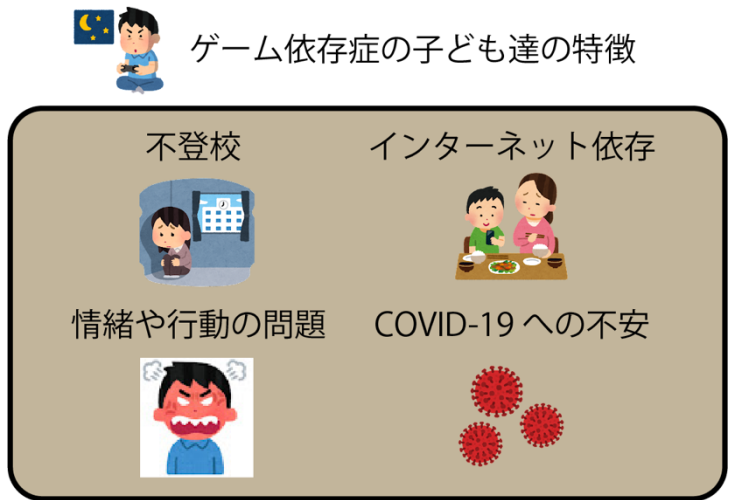 ゲーム依存症の子ども達の特徴
不登校
インターネット依存
情緒や行動の問題
COVID-19 への不安